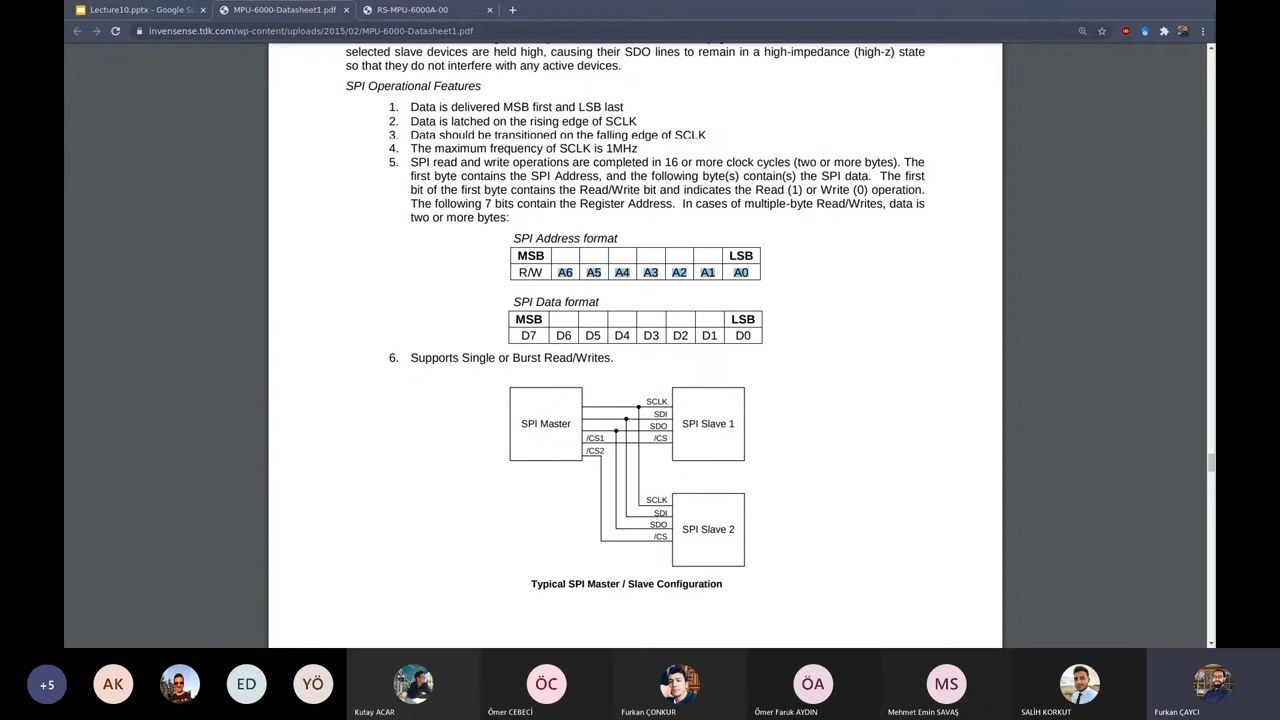 Lecture10.pptx - Google Sl
MPU-6000-Datasheet1.pdf
RS-MPU-6000A-00
invensense.tdk.com/wp-content/uploads/2015/02/MPU-6000-Datasheet1.pdf
selected slave devices are held high, causing their SDO lines to remain in a high-impedance (high-z) state
so that they do not interfere with any active devices.
SPI Operational Features
1. Data is delivered MSB first and LSB last
2. Data is latched on the rising edge of SCLK
3. Data should be transitioned on the falling edge of SCLK
4. The maximum frequency of SCLK is 1MHz
5. SPI read and write operations are completed in 16 or more clock cycles (two or more bytes). The
first byte contains the SPI Address, and the following byte(s) contain(s) the SPI data. The first
bit of the first byte contains the Read/Write bit and indicates the Read (1) or Write (0) operation.
The following 7 bits contain the Register Address. In cases of multiple-byte Read/Writes, data is
two or more bytes:
SPI Address format
MSB LSB
R/W A6 A5 A4 A3 A2 A1 A0
SPI Data format
MSB LSB
D7 D6 D5 D4 D3 D2 D1 D0
6. Supports Single or Burst Read/Writes.
SPI Master
/CS1
/CS2
SCLK
SDI
SDO
/CS
SPI Slave 1
SCLK
SDI
SDO
/CS
SPI Slave 2
Typical SPI Master / Slave Configuration
+5
AK
ED
YÖ
ÖC
ÖA
MS
Kutay ACAR
Ömer CEBECİ
Furkan ÇONKUR
Ömer Faruk AYDIN
Mehmet Emin SAVAŞ
SALİH KORKUT
Furkan ÇAYCI